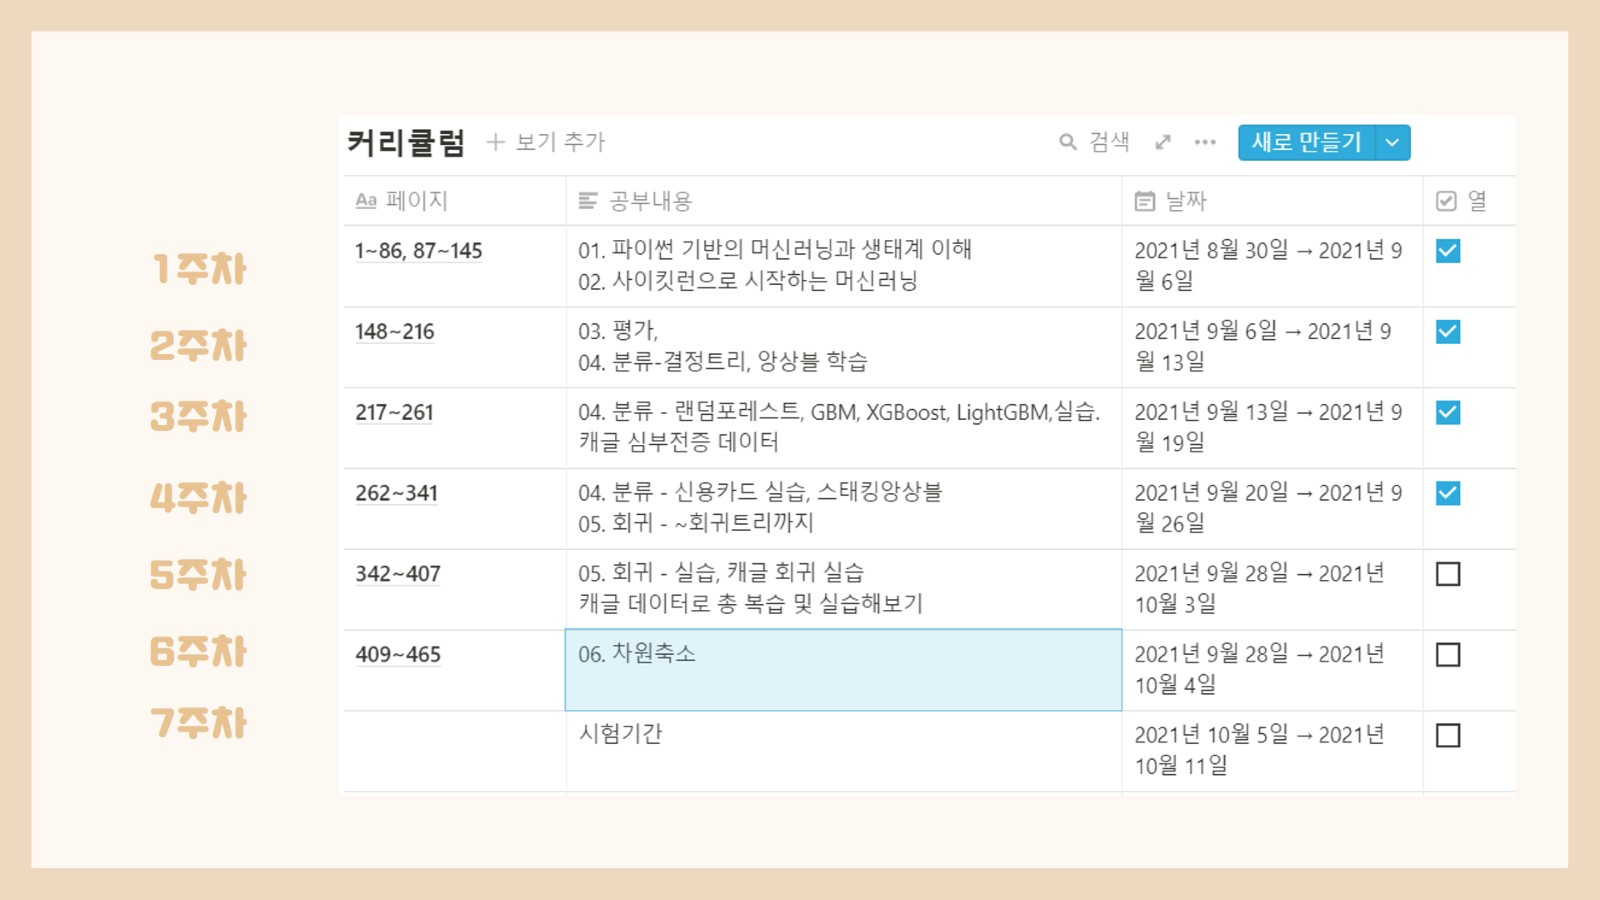 커리큘럼 + 보기 추가 검색 새로 만들기
Aa 페이지 공부내용 날짜 열
1주차
1~86, 87~145
01. 파이썬 기반의 머신러닝과 생태계 이해
02. 사이킷런으로 시작하는 머신러닝
2021년 8월 30일 → 2021년 9
월 6일
2주차
148~216
03. 평가,
04. 분류-결정트리, 앙상블 학습
2021년 9월 6일 → 2021년 9
월 13일
3주차
217~261
04. 분류 - 랜덤포레스트, GBM, XGBoost, LightGBM,실습.
캐글 심부전증 데이터
2021년 9월 13일 → 2021년 9
월 19일
4주차
262~341
04. 분류 - 신용카드 실습, 스태킹앙상블
05. 회귀 - ~회귀트리까지
2021년 9월 20일 → 2021년 9
월 26일
5주차
342~407
05. 회귀 - 실습, 캐글 회귀 실습
캐글 데이터로 총 복습 및 실습해보기
2021년 9월 28일 → 2021년
10월 3일
6주차
409~465
06. 차원축소
2021년 9월 28일 → 2021년
10월 4일
7주차
시험기간
2021년 10월 5일 → 2021년
10월 11일